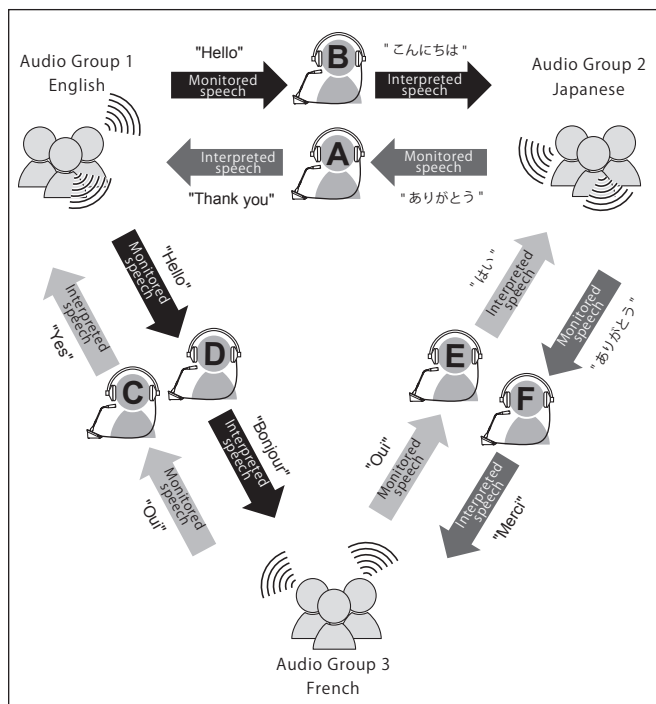 Audio Group 1
English
"Hello"
Monitored
speech
B
" こんにちは "
Interpreted
speech
Audio Group 2
Japanese
Interpreted
speech
"Thank you"
A
Monitored
speech
" ありがとう "
"Hello"
Monitored
speech
Interpreted
speech
"Yes"
D
C
"Bonjour"
Interpreted
speech
Monitored
speech
"Oui"
" はい "
Interpreted
speech
Monitored
speech
" ありがとう "
E
F
"Oui"
Monitored
speech
Interpreted
speech
"Merci"
Audio Group 3
French